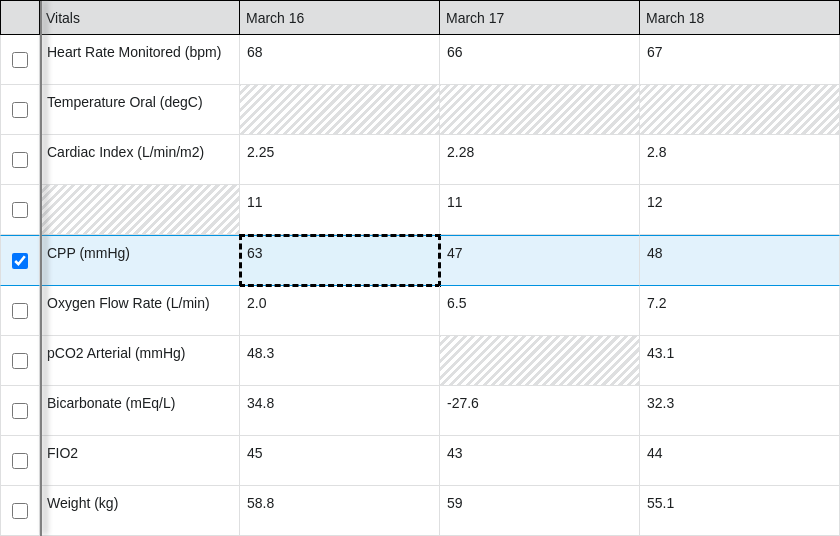 Vitals March 16 March 17 March 18
Heart Rate Monitored (bpm) 68 66 67
Temperature Oral (degC)
Cardiac Index (L/min/m2) 2.25 2.28 2.8
11 11 12
CPP (mmHg) 63 47 48
Oxygen Flow Rate (L/min) 2.0 6.5 7.2
pCO2 Arterial (mmHg) 48.3 43.1
Bicarbonate (mEq/L) 34.8 -27.6 32.3
FIO2 45 43 44
Weight (kg) 58.8 59 55.1